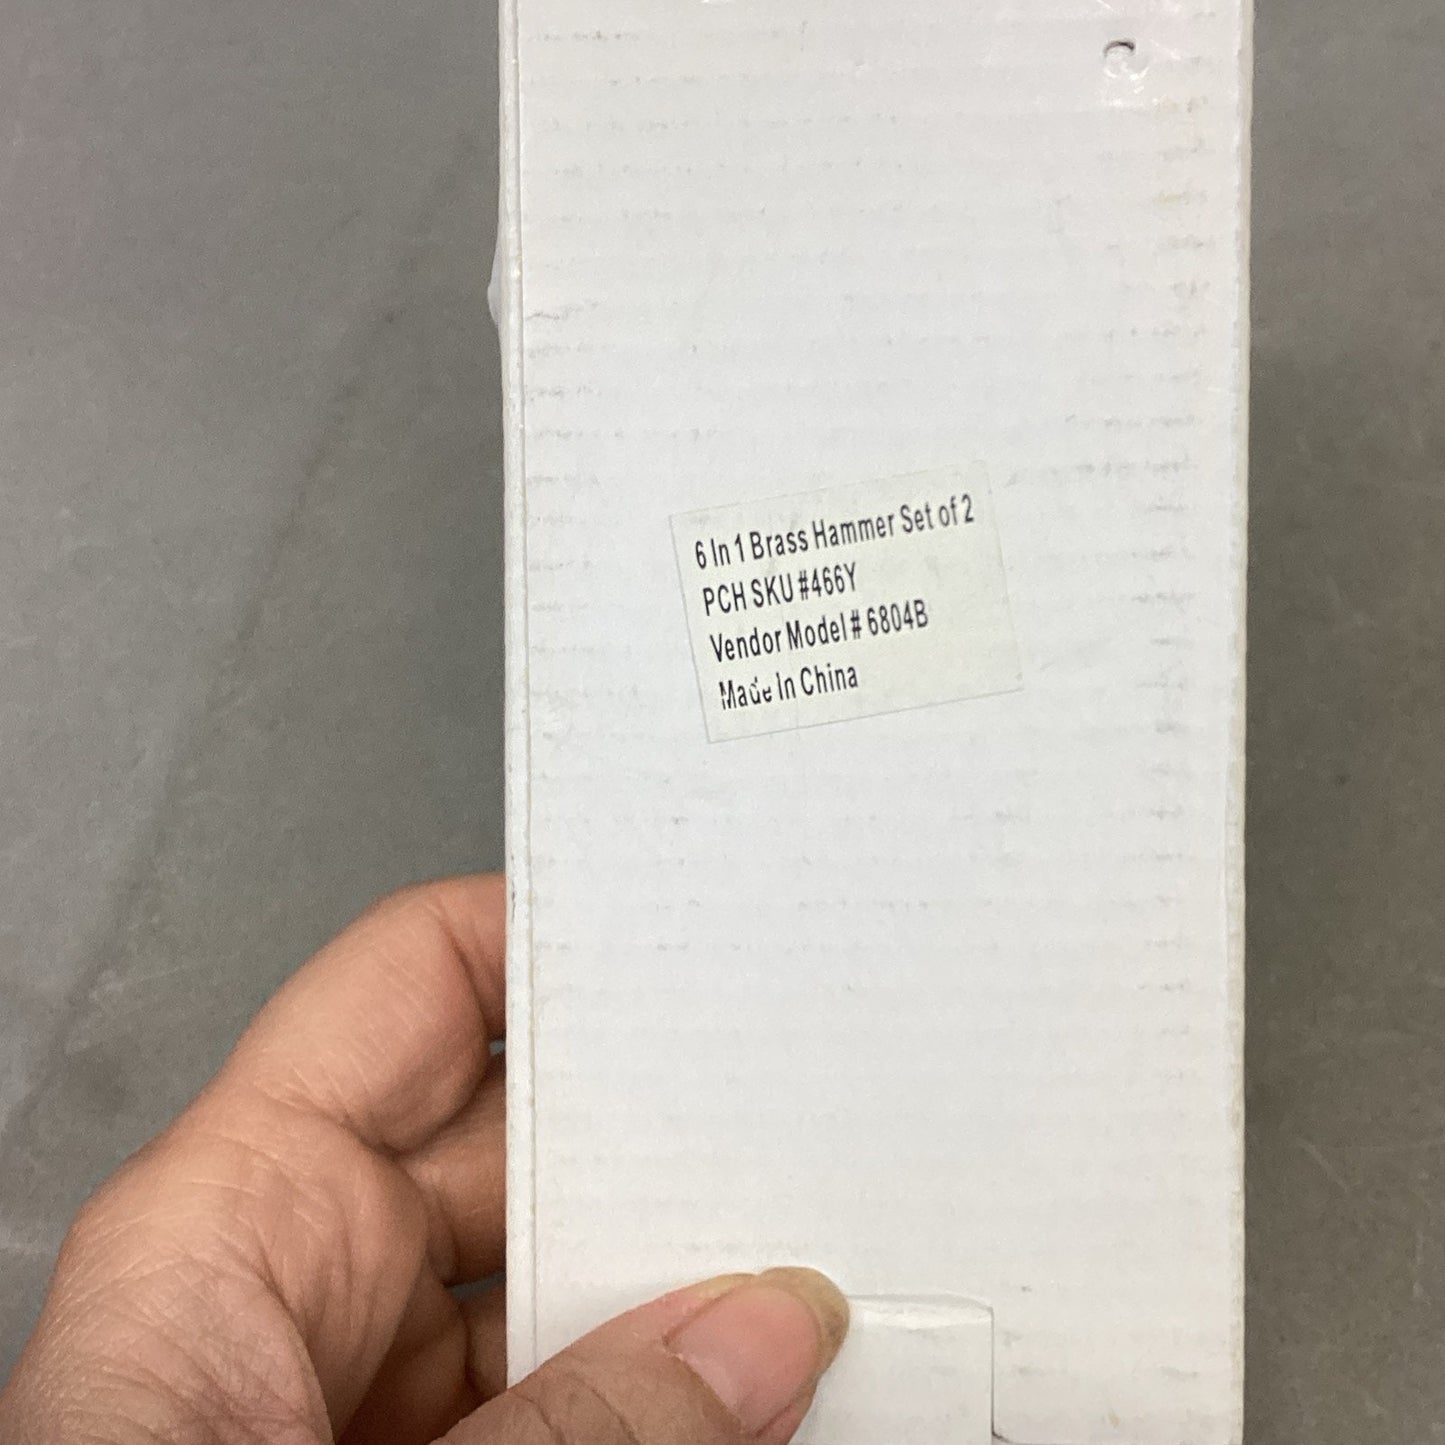 6 In 1 Brass Hammer Set of 2
PCH SKU #466Y
Vendor Model # 6804B
Made In China